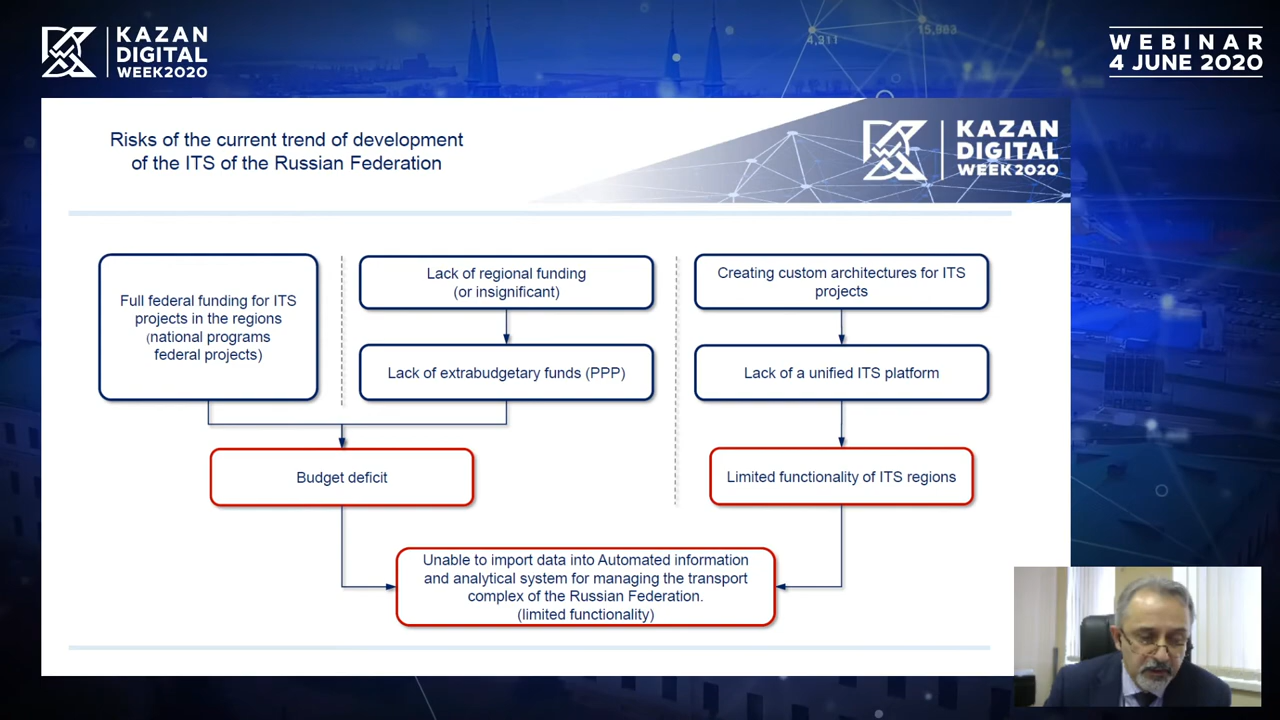 KAZAN
DIGITAL
WEEK2020
4,311
15,983
WEBINAR
4 JUNE 2020
Risks of the current trend of development
of the ITS of the Russian Federation
KAZAN
DIGITAL
WEEK2020
Full federal funding for ITS
projects in the regions
(national programs
federal projects)
Lack of regional funding
(or insignificant)
Lack of extrabudgetary funds (PPP)
Creating custom architectures for ITS
projects
Lack of a unified ITS platform
Budget deficit
Limited functionality of ITS regions
Unable to import data into Automated information
and analytical system for managing the transport
complex of the Russian Federation.
(limited functionality)